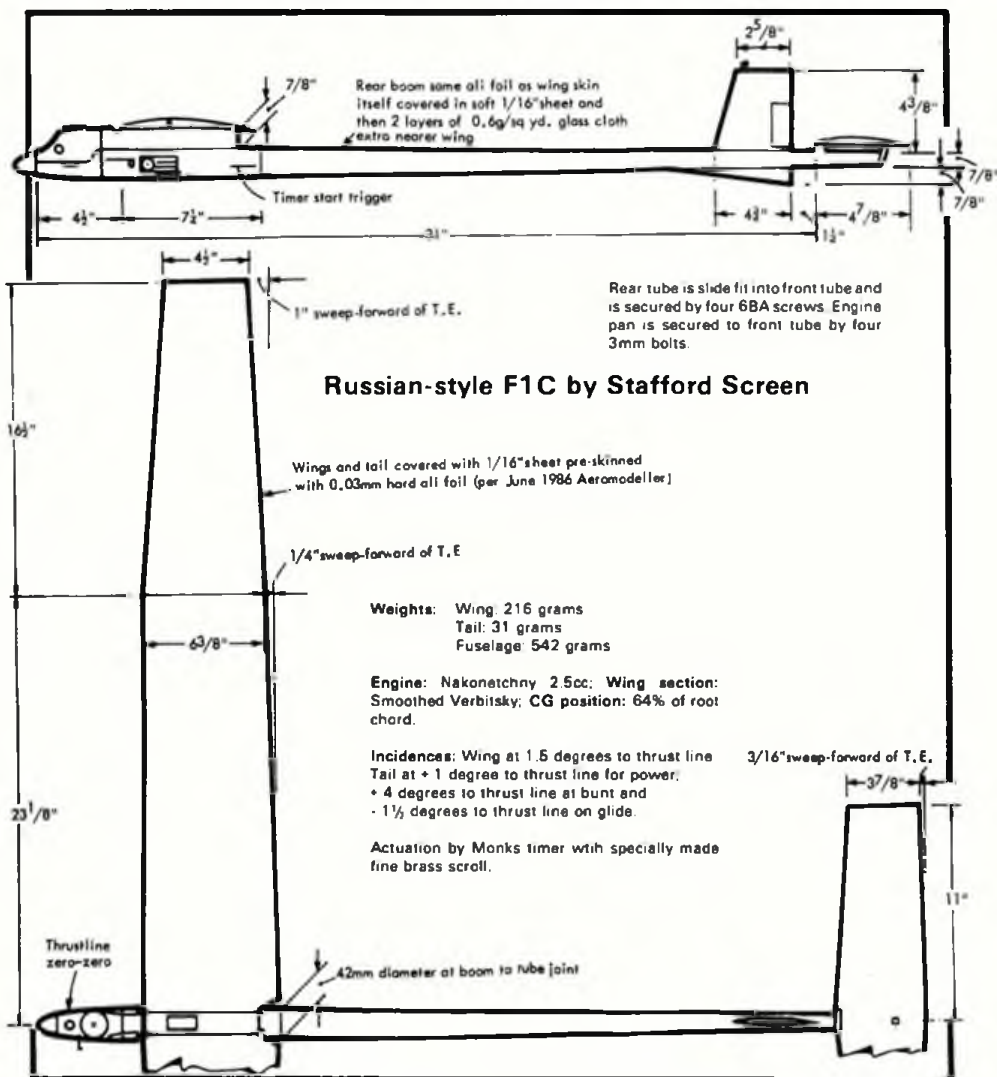 2 5/8"
7/8"
Rear boom same ali foil as wing skin
itself covered in soft 1/16"sheet and
then 2 layers of 0.6g/sq yd. glass cloth
extra nearer wing
4 3/8"
Timer start trigger
7/8"
7/8"
4½"
7¼"
4¾"
4 7/8"
31"
1½"
4½"
1" sweep-forward of T.E.
Rear tube is slide fit into front tube and
is secured by four 6BA screws. Engine
pan is secured to front tube by four
3mm bolts.
Russian-style F1C by Stafford Screen
16½"
Wings and tail covered with 1/16"sheet pre-skinned
with 0.03mm hard ali foil (per June 1986 Aeromodeller)
1/4"sweep-forward of T.E
6 3/8"
Weights: Wing: 216 grams
Tail: 31 grams
Fuselage: 542 grams
Engine: Nakonetchny 2.5cc; Wing section:
Smoothed Verbitsky; CG position: 64% of root
chord.
Incidences: Wing at 1.5 degrees to thrust line
Tail at + 1 degree to thrust line for power,
+ 4 degrees to thrust line at bunt and
- 1½ degrees to thrust line on glide.
Actuation by Monks timer wtih specially made
fine brass scroll.
3/16"sweep-forward of T.E.
3 7/8"
23 1/8"
11"
Thrustline
zero-zero
42mm diameter at boom to tube joint